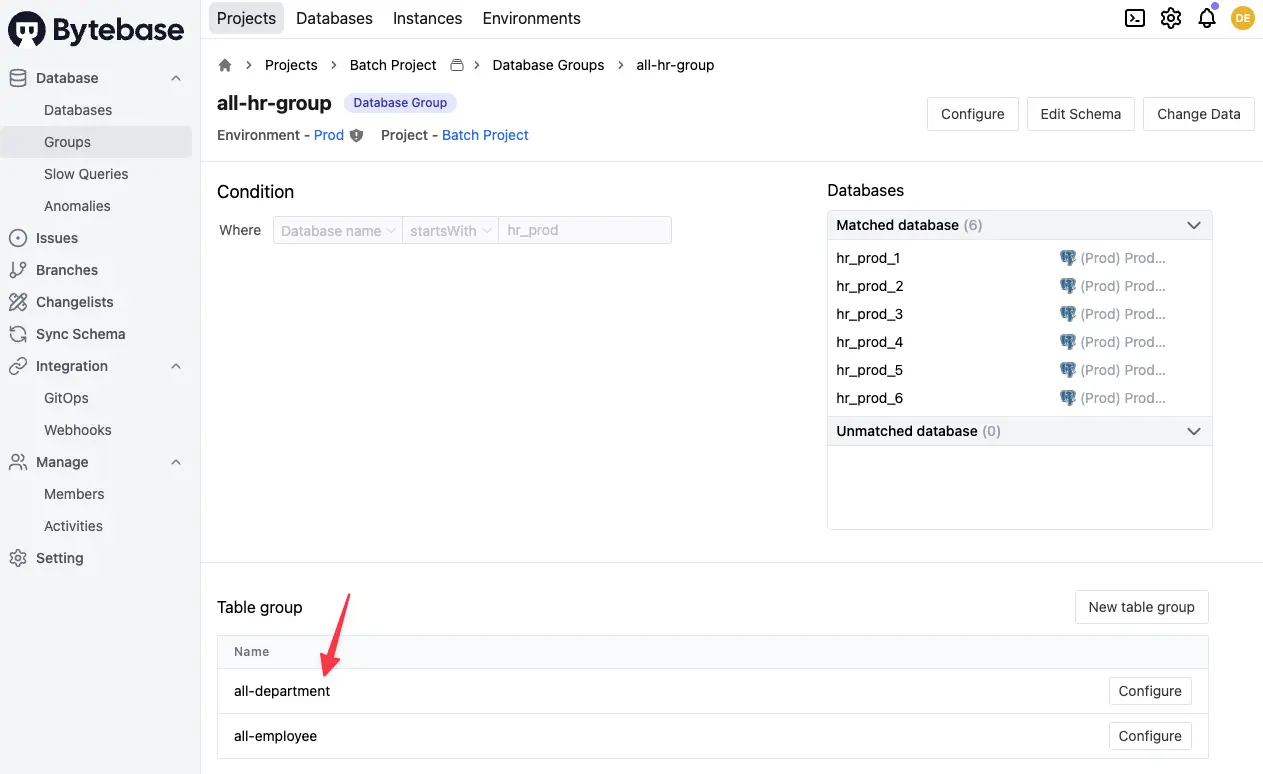 Bytebase
Projects Databases Instances Environments
DE
Database
Databases
Groups
Slow Queries
Anomalies
Issues
Branches
Changelists
Sync Schema
Integration
GitOps
Webhooks
Manage
Members
Activities
Setting
Projects Batch Project Database Groups all-hr-group
all-hr-group Database Group
Environment - Prod Project - Batch Project
Configure Edit Schema Change Data
Condition
Where Database name startsWith hr_prod
Databases
Matched database (6)
hr_prod_1 (Prod) Prod...
hr_prod_2 (Prod) Prod...
hr_prod_3 (Prod) Prod...
hr_prod_4 (Prod) Prod...
hr_prod_5 (Prod) Prod...
hr_prod_6 (Prod) Prod...
Unmatched database (0)
Table group New table group
Name
all-department Configure
all-employee Configure